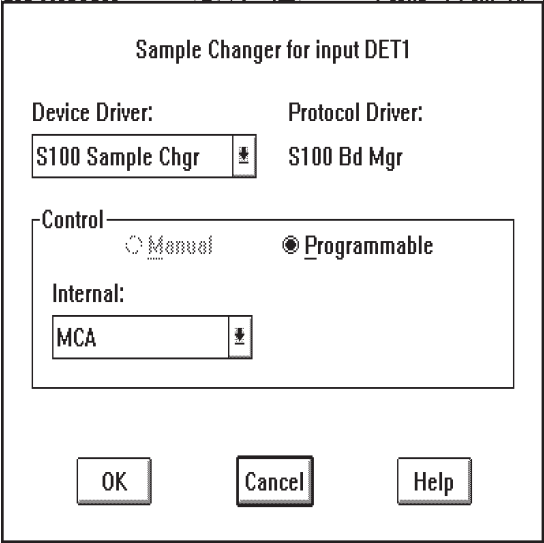 Sample Changer for input DET1
Device Driver: Protocol Driver:
S100 Sample Chgr S100 Bd Mgr
Control
Manual Programmable
Internal:
MCA
OK Cancel Help